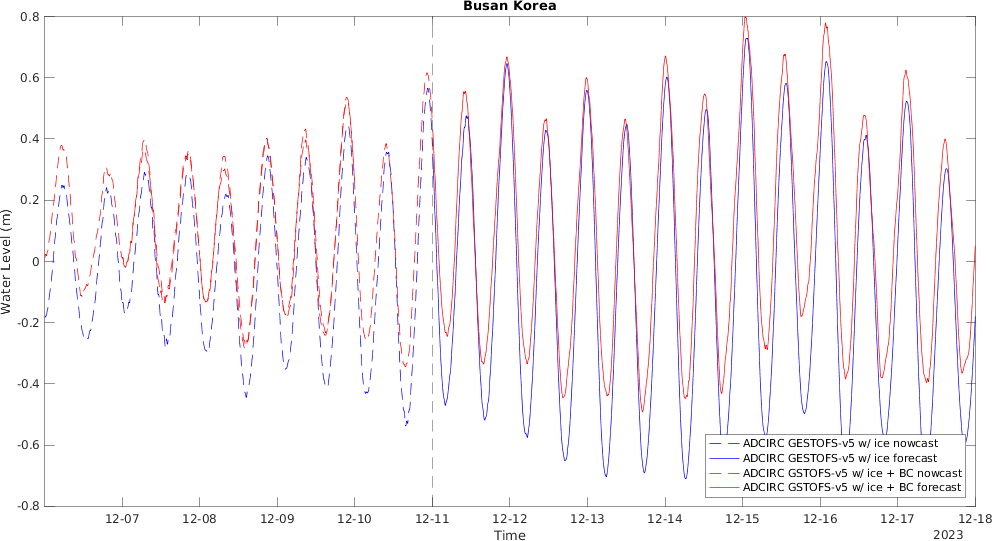 Busan Korea
Water Level (m)
0.8
0.6
0.4
0.2
0
-0.2
-0.4
-0.6
-0.8
ADCIRC GESTOFS-v5 w/ ice nowcast
ADCIRC GESTOFS-v5 w/ ice forecast
ADCIRC GSTOFS-v5 w/ ice + BC nowcast
ADCIRC GSTOFS-v5 w/ ice + BC forecast
12-07 12-08 12-09 12-10 12-11 12-12 12-13 12-14 12-15 12-16 12-17 12-18
Time
2023